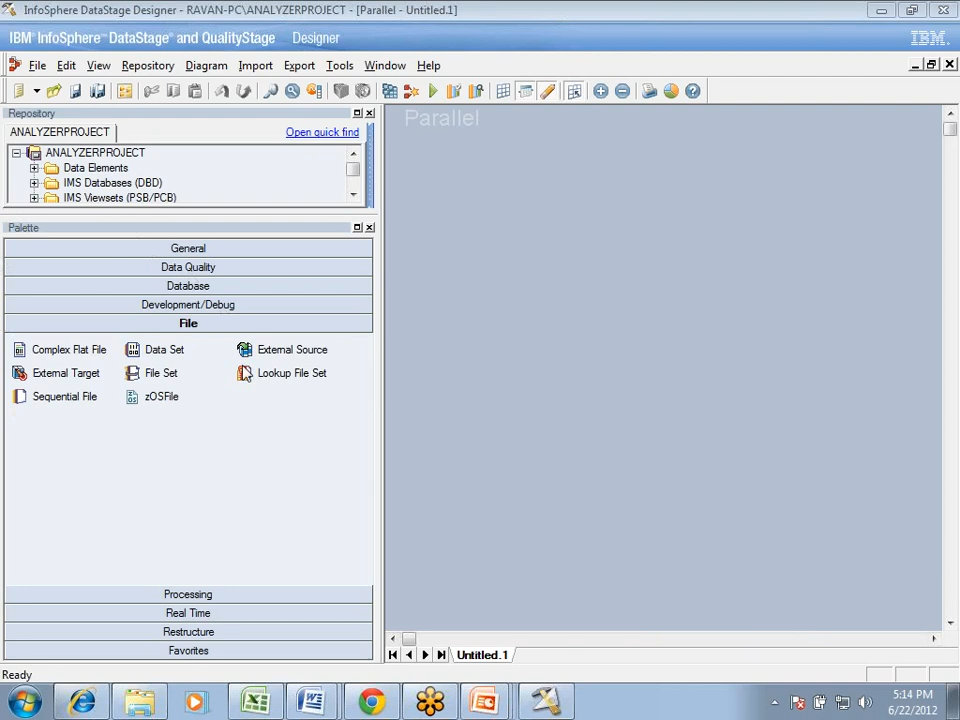 InfoSphere DataStage Designer - RAVAN-PC\ANALYZERPROJECT - [Parallel - Untitled.1]
IBM® InfoSphere™ DataStage® and QualityStage Designer IBM.
File Edit View Repository Diagram Import Export Tools Window Help
Repository
ANALYZERPROJECT Open quick find
ANALYZERPROJECT
Data Elements
IMS Databases (DBD)
IMS Viewsets (PSB/PCB)
Parallel
Palette
General
Data Quality
Database
Development/Debug
File
Complex Flat File Data Set External Source
External Target File Set Lookup File Set
Sequential File zOSFile
Processing
Real Time
Restructure
Favorites
Untitled.1
Ready
5:14 PM
6/22/2012